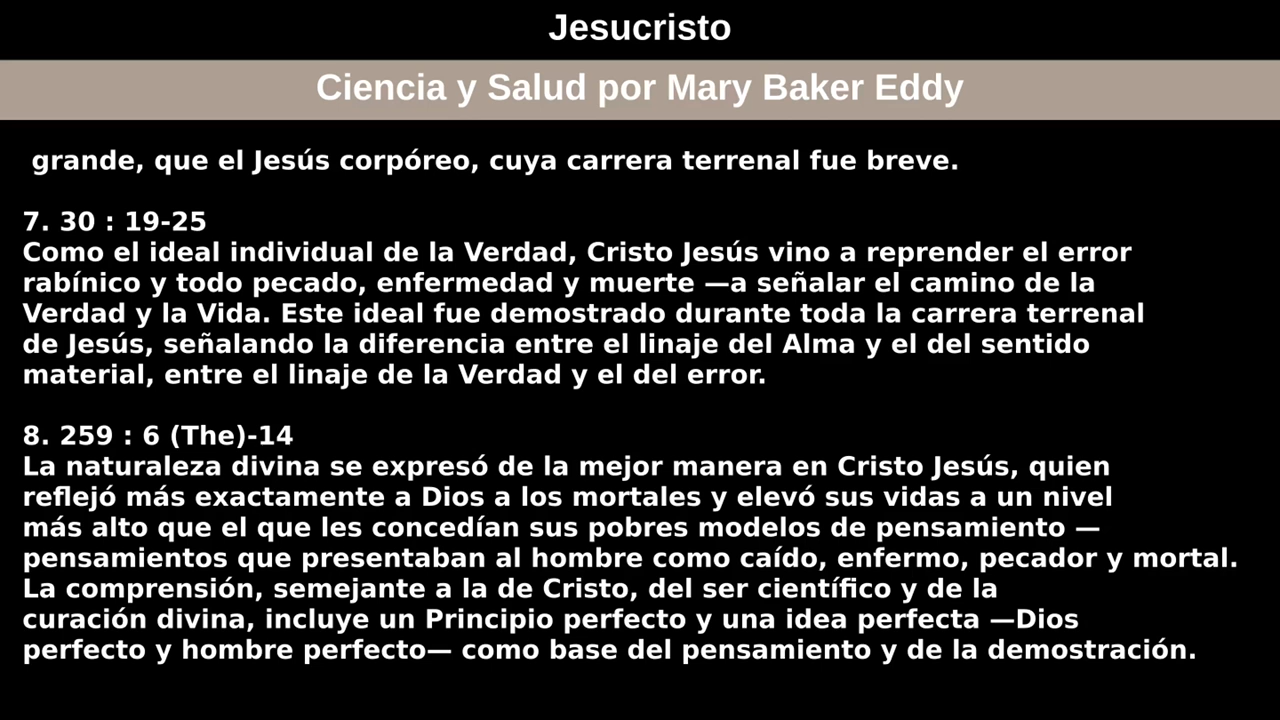 Jesucristo
Ciencia y Salud por Mary Baker Eddy
grande, que el Jesús corpóreo, cuya carrera terrenal fue breve.
7. 30 : 19-25
Como el ideal individual de la Verdad, Cristo Jesús vino a reprender el error
rabínico y todo pecado, enfermedad y muerte —a señalar el camino de la
Verdad y la Vida. Este ideal fue demostrado durante toda la carrera terrenal
de Jesús, señalando la diferencia entre el linaje del Alma y el del sentido
material, entre el linaje de la Verdad y el del error.
8. 259 : 6 (The)-14
La naturaleza divina se expresó de la mejor manera en Cristo Jesús, quien
reflejó más exactamente a Dios a los mortales y elevó sus vidas a un nivel
más alto que el que les concedían sus pobres modelos de pensamiento —
pensamientos que presentaban al hombre como caído, enfermo, pecador y mortal.
La comprensión, semejante a la de Cristo, del ser científico y de la
curación divina, incluye un Principio perfecto y una idea perfecta —Dios
perfecto y hombre perfecto— como base del pensamiento y de la demostración.